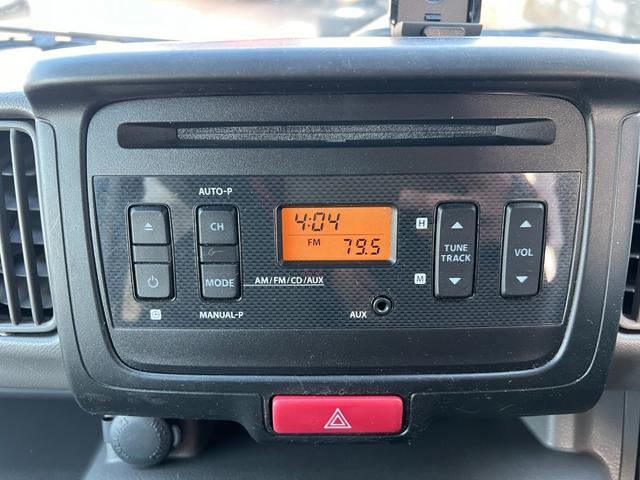 AUTO-P
CH
MODE
MANUAL-P
4:04
FM 79.5
AM/FM/CD/AUX
AUX
H
M
TUNE
TRACK
VOL